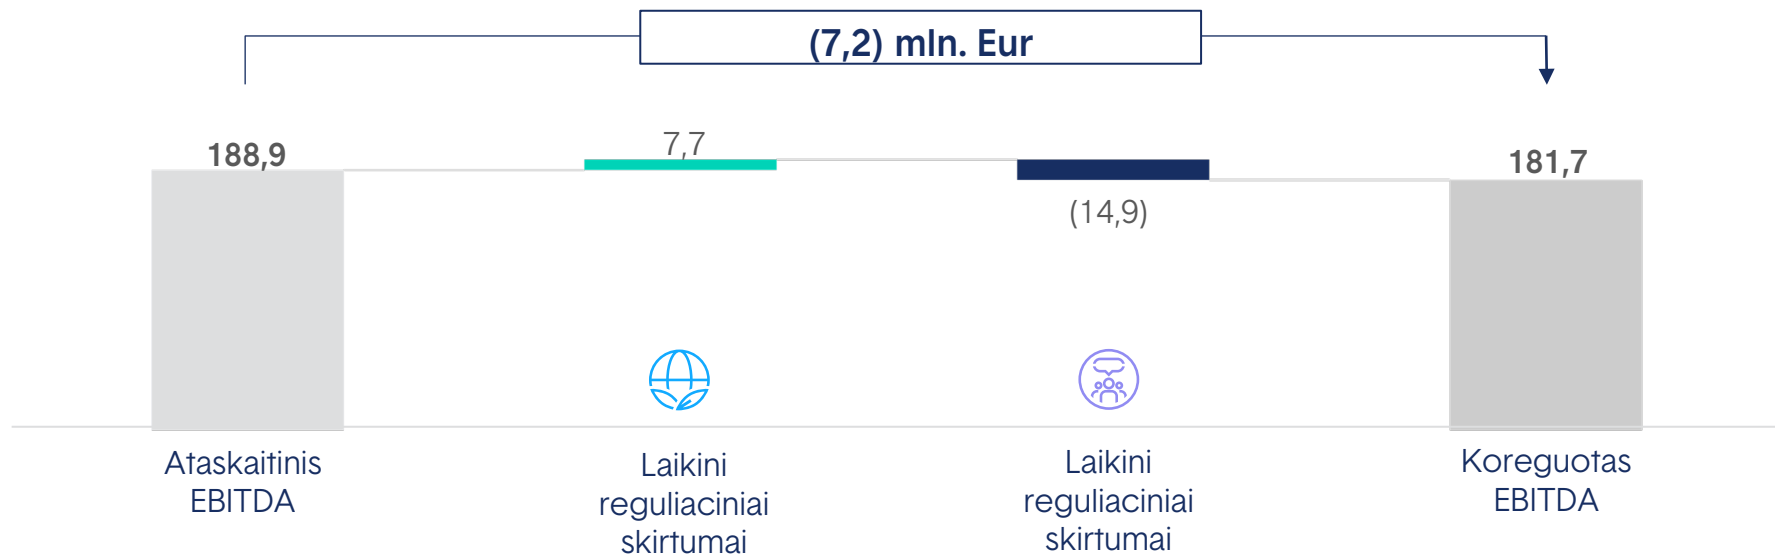 (7,2) mln. Eur
188,9
7,7
(14,9)
181,7
Ataskaitinis
EBITDA
Laikini
reguliaciniai
skirtumai
Laikini
reguliaciniai
skirtumai
Koreguotas
EBITDA